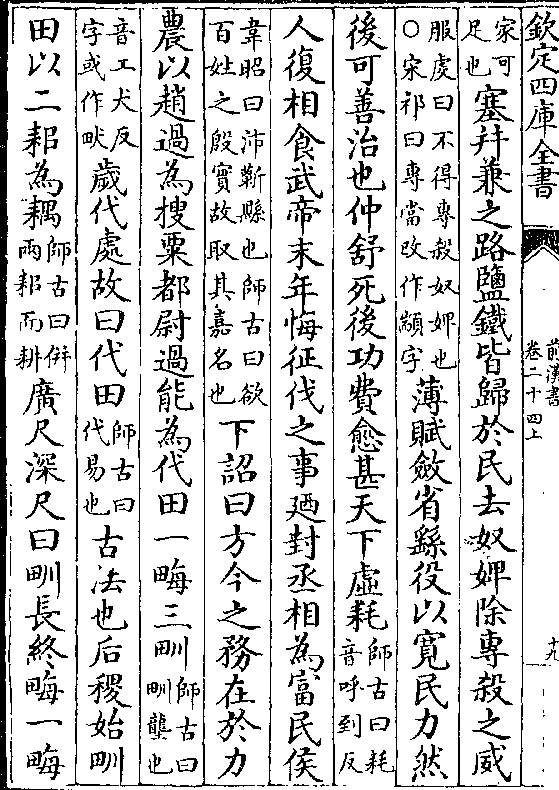 欽定四庫全書
前漢書
卷二十四上
十九
家可
足也
塞幷兼之路鹽鐵皆歸於民去奴婢除專殺之威
服虔曰不得專殺奴婢也
○宋祁曰專當改作顓字
薄賦斂省繇役以寬民力然
後可善治也仲舒死後功費愈甚天下虛耗
師古曰耗
音呼到反
人復相食武帝末年悔征伐之事廼封丞相為富民侯
韋昭曰沛蘄縣也師古曰欲
百姓之殷實故取其嘉名也
下詔曰方今之務在於力
農以趙過為搜粟都尉過能為代田一畮三甽
師古曰
甽壟也
音工犬反
字或作畎
歲代處故曰代田
師古曰
代易也
古法也后稷始甽
田以二耜為耦
師古曰併
兩耜而耕
廣尺深尺曰甽長終畮一畮